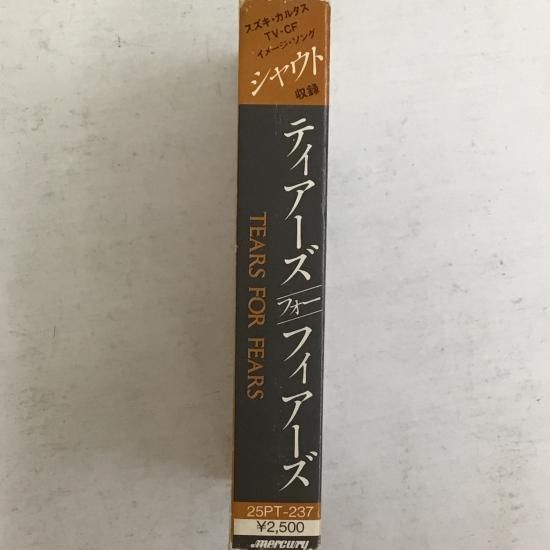 スズキ・カルタス
TV-CF
イメージ・ソング
シャウト
収録
ティアーズ フォー フィアーズ
TEARS FOR FEARS
25PT-237
¥2,500
mercury